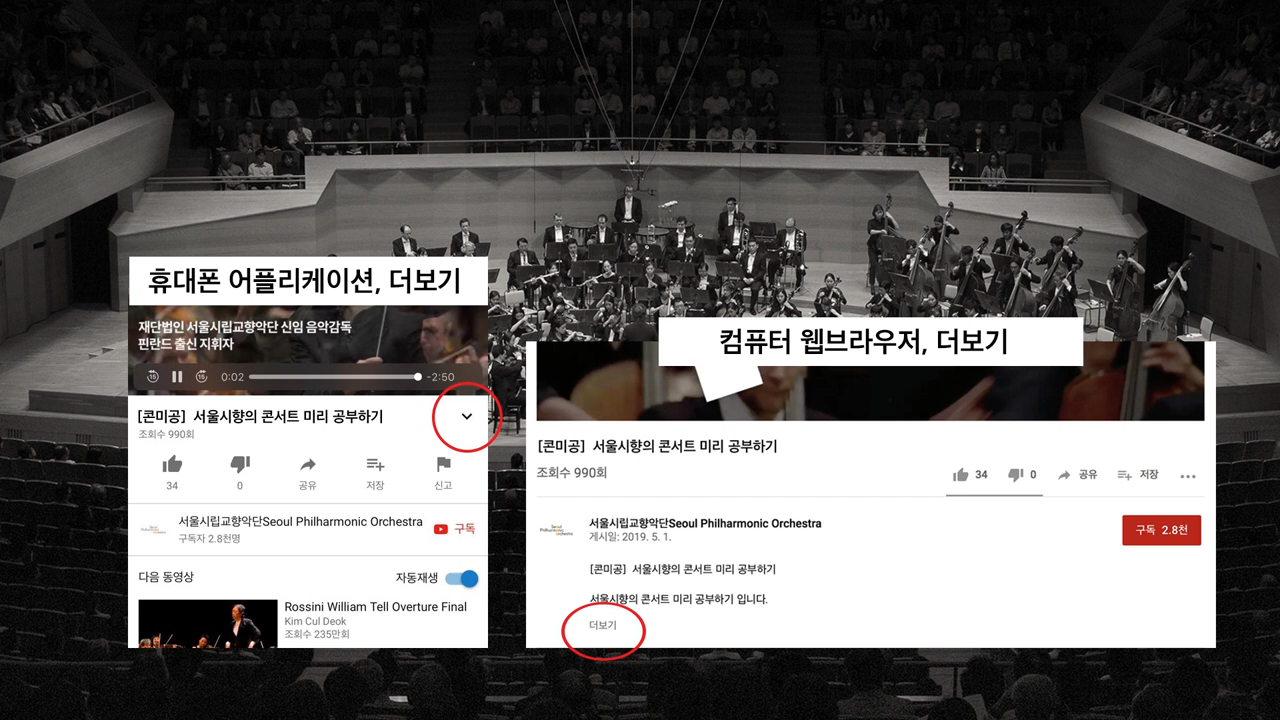 휴대폰 어플리케이션, 더보기
재단법인 서울시립교향악단 신임 음악감독
핀란드 출신 지휘자
15
15
0:02
-2:50
[콘미공] 서울시향의 콘서트 미리 공부하기
조회수 990회
34
0
공유
저장
신고
서울시립교향악단Seoul Philharmonic Orchestra
구독자 2.8천명
구독
다음 동영상
자동재생
Rossini William Tell Overture Final
Kim Cul Deok
조회수 235만회
컴퓨터 웹브라우저, 더보기
[콘미공] 서울시향의 콘서트 미리 공부하기
조회수 990회
34
0
공유
저장
Seoul
Philharmonic
Orchestra
서울시립교향악단Seoul Philharmonic Orchestra
게시일: 2019. 5. 1.
구독 2.8천
[콘미공] 서울시향의 콘서트 미리 공부하기
서울시향의 콘서트 미리 공부하기 입니다.
더보기